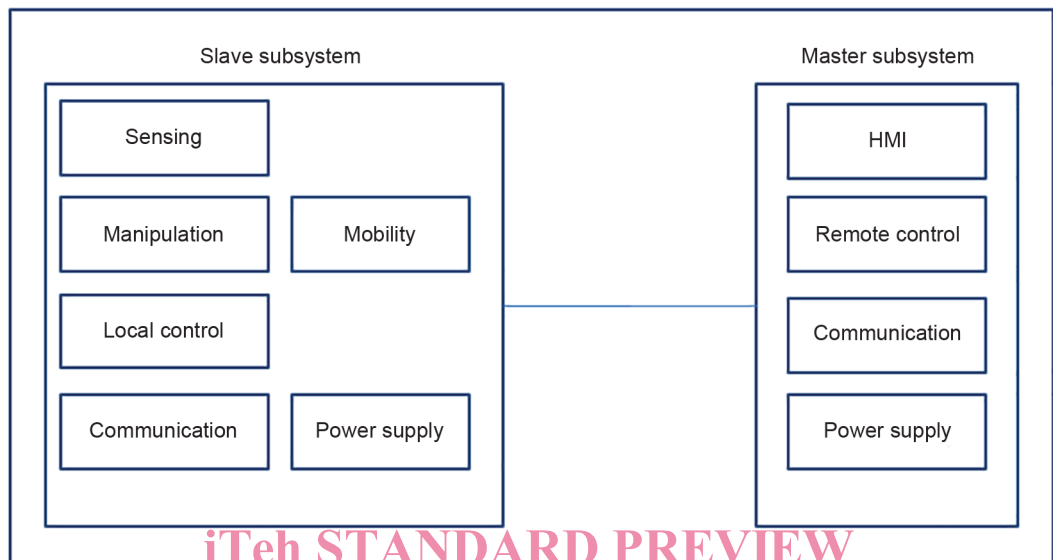 Slave subsystem
Master subsystem
Sensing
HMI
Manipulation
Mobility
Remote control
Local control
Communication
Communication
Power supply
Power supply
iTeh STANDARD PREVIEW